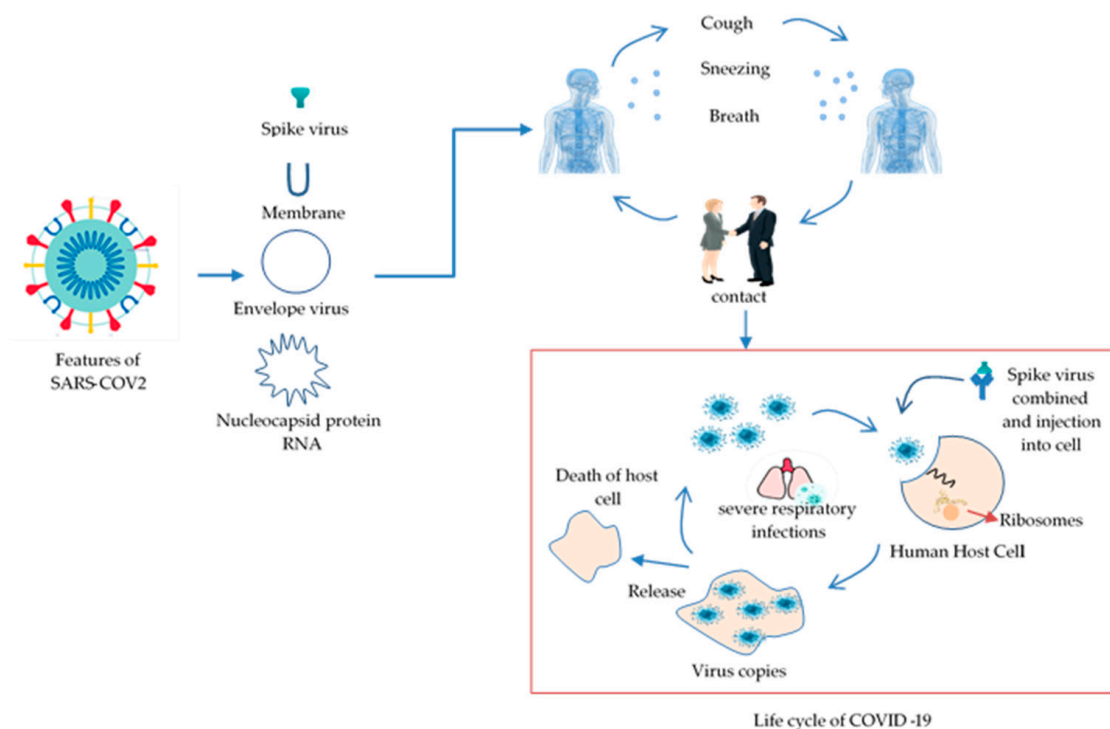 Cough
Sneezing
Breath
Spike virus
Membrane
Envelope virus
Nucleocapsid protein
RNA
Features of
SARS-COV2
contact
Spike virus
combined
and injection
into cell
Death of host
cell
severe respiratory
infections
Ribosomes
Human Host Cell
Release
Virus copies
Life cycle of COVID -19